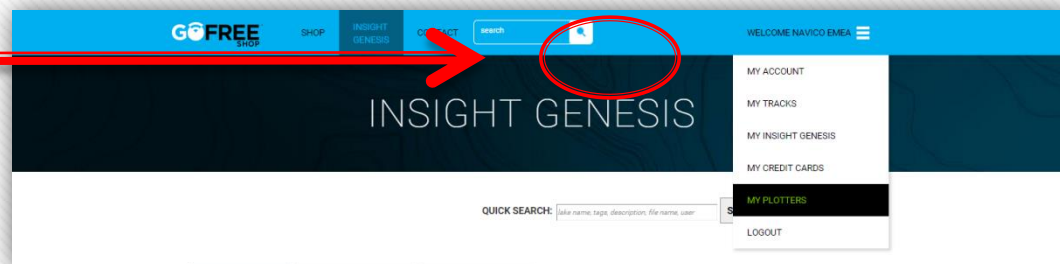 GOFREE
SHOP
SHOP
INSIGHT
GENESIS
CONTACT
search
WELCOME NAVICO EMEA
MY ACCOUNT
MY TRACKS
INSIGHT GENESIS
MY INSIGHT GENESIS
MY CREDIT CARDS
MY PLOTTERS
QUICK SEARCH:
lake name, tags, description, file name, user
S
LOGOUT